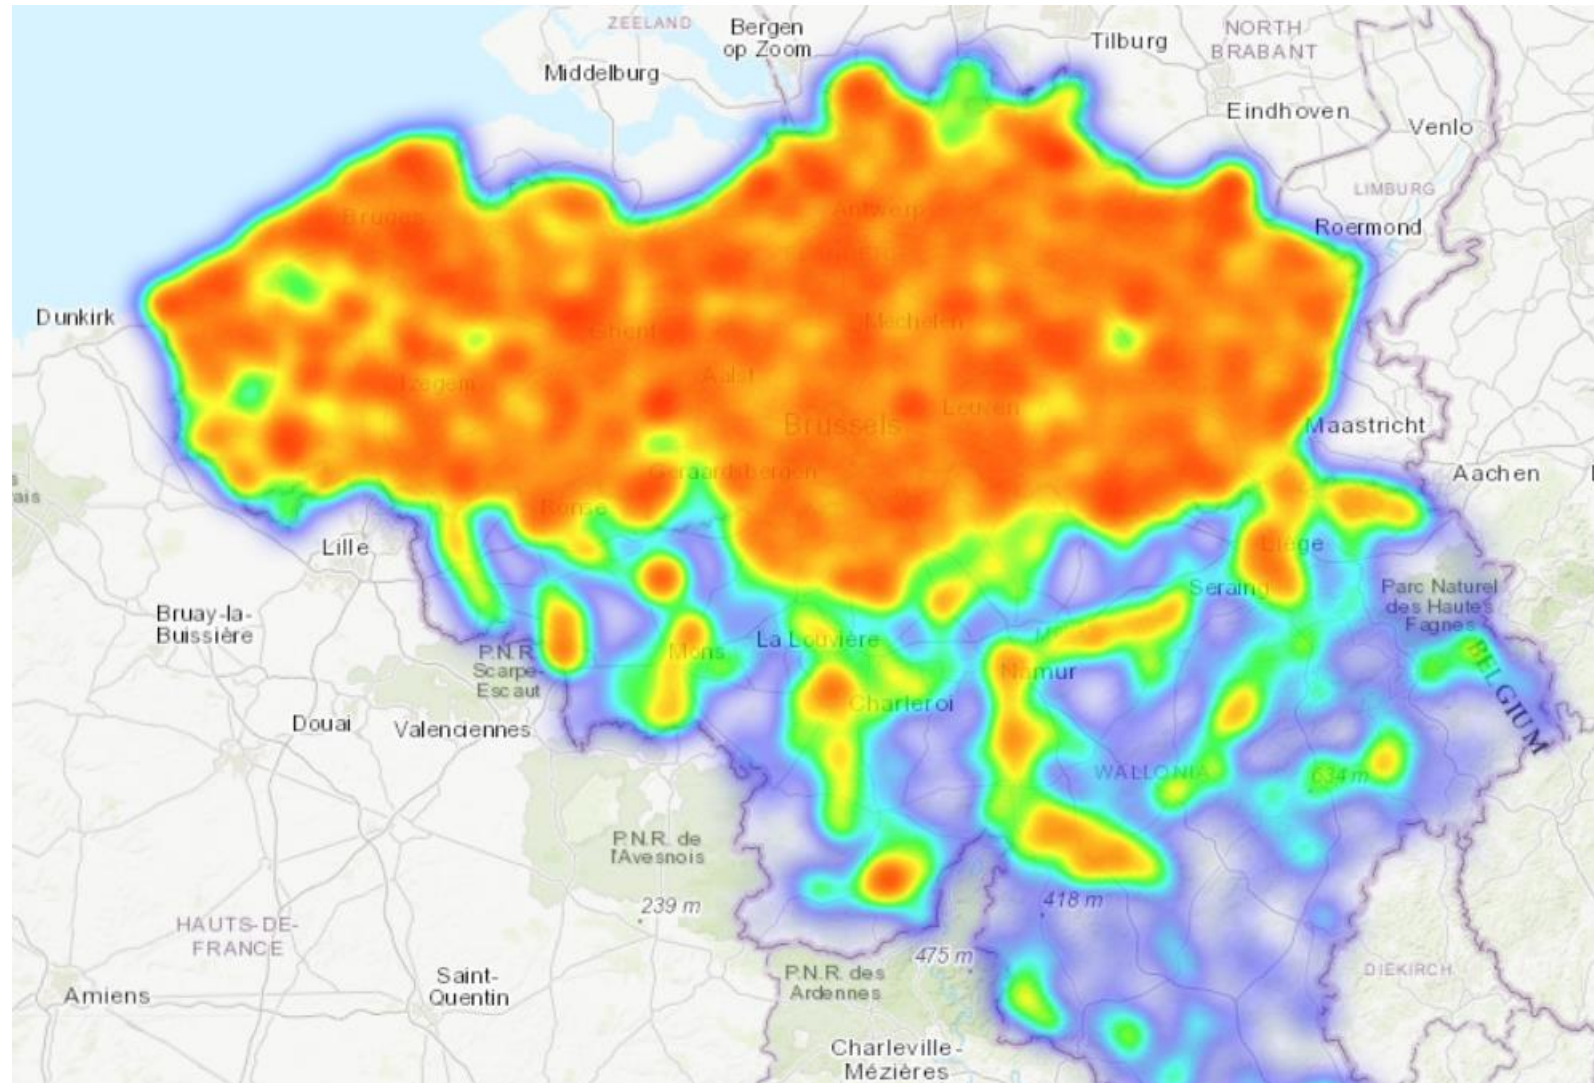 ZEELAND
Bergen
op Zoom
Tilburg
NORTH
BRABANT
Middelburg
Eindhoven
Venlo
LIMBURG
Bruges
Antwerp
Roermond
Dunkirk
Ghent
Mechelen
Izegem
Aalst
Leuven
Brussels
Maastricht
Geraardsbergen
Aachen
ais
Ronse
Lille
Liège
Seraing
Parc Naturel
des Hautes
Fagnes
Bruay-la-
Buissière
La Louvière
Mons
P.N.R.
Scarpe-
Escaut
Namur
BELGIUM
Charleroi
Douai
Valenciennes
WALLONIA
634 m
P.N.R. de
l'Avesnois
239 m
418 m
HAUTS-DE-
FRANCE
475 m
P.N.R. des
Ardennes
DIEKIRCH
Saint-
Quentin
Amiens
Charleville-
Mézières